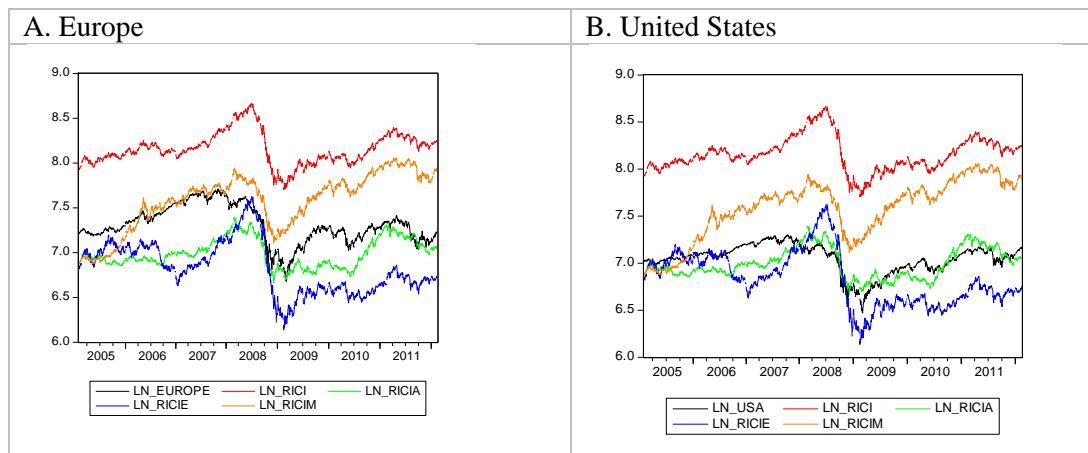 A. Europe
B. United States
9.0
8.5
8.0
7.5
7.0
6.5
6.0
2005 2006 2007 2008 2009 2010 2011
LN_EUROPE LN_RICI LN_RICIA
LN_RICIE LN_RICIM
9.0
8.5
8.0
7.5
7.0
6.5
6.0
2005 2006 2007 2008 2009 2010 2011
LN_USA LN_RICI LN_RICIA
LN_RICIE LN_RICIM